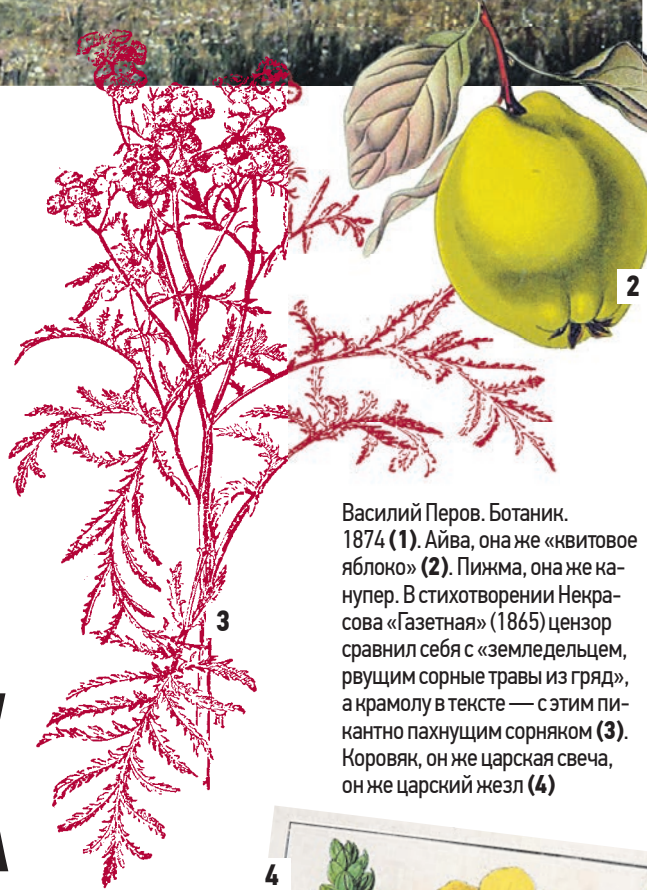 2
Василий Перов. Ботаник.
1874 (1). Айва, она же «квитовое
яблоко» (2). Пижма, она же ка-
нупер. В стихотворении Некра-
сова «Газетная» (1865) цензор
сравнил себя с «земледельцем,
рвущим сорные травы из гряд»,
а крамолу в тексте — с этим пи-
кантно пахнущим сорняком (3).
Коровяк, он же царская свеча,
он же царский жезл (4)
3
4